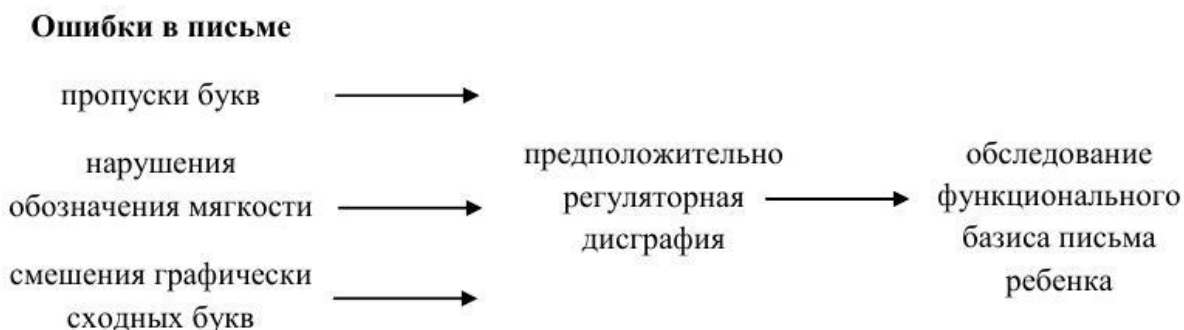 Ошибки в письме
пропуски букв
нарушения
обозначения мягкости
смешения графически
сходных букв
предположительно
регуляторная
дисграфия
обследование
функционального
базиса письма
ребенка